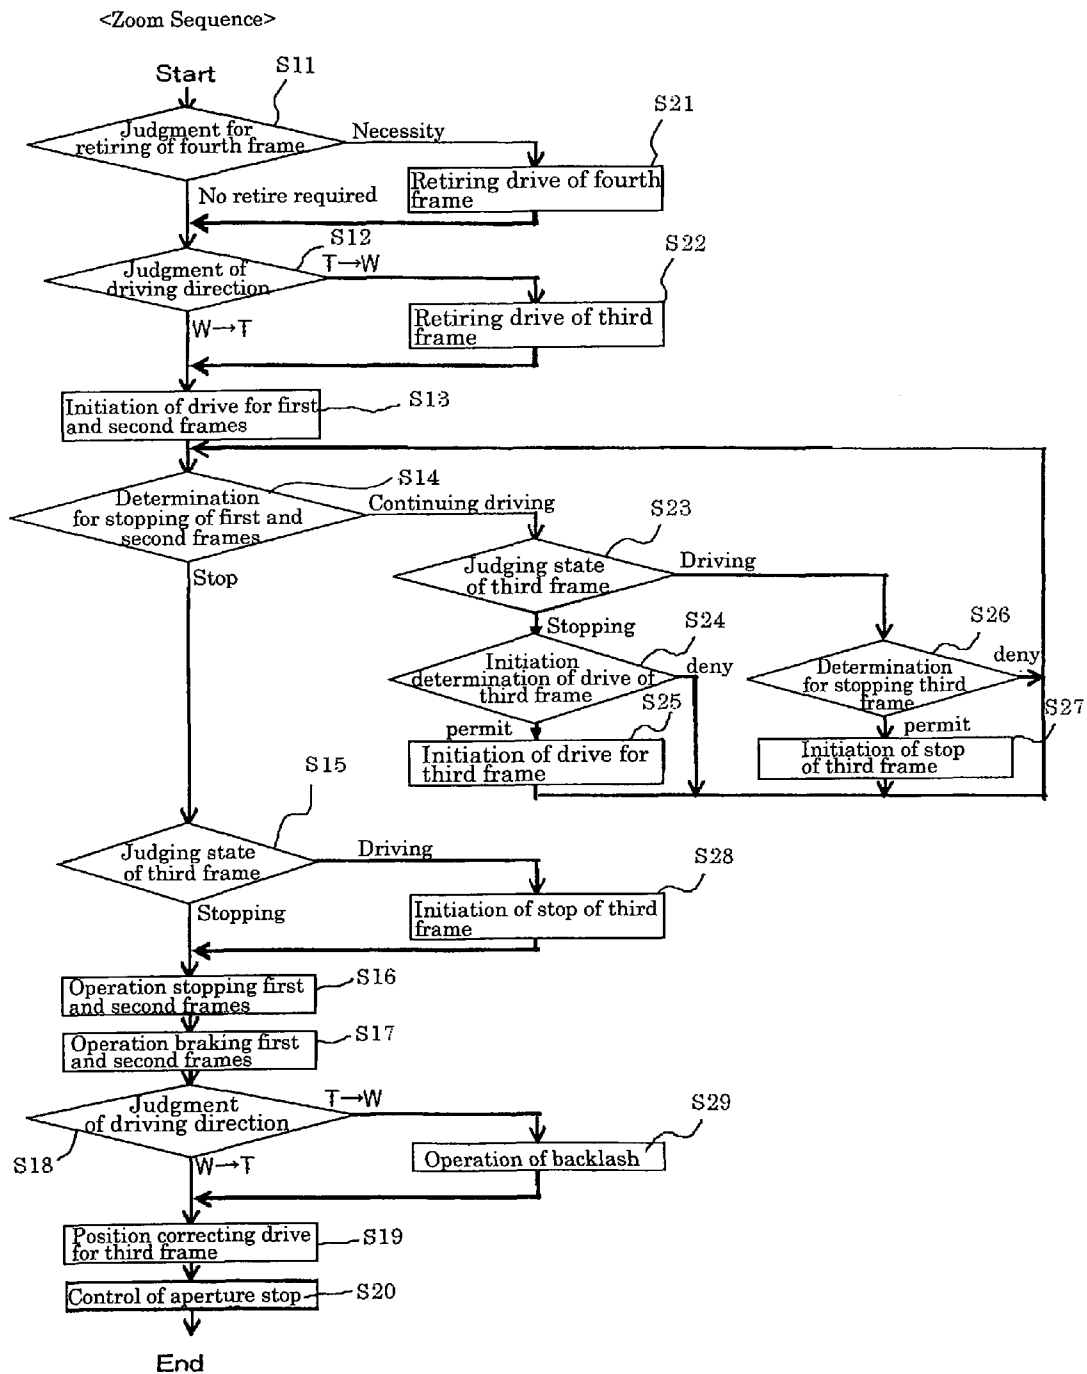 <Zoom Sequence>
Start
S11
Judgment for
retiring of fourth frame
Necessity
S21
Retiring drive of fourth
frame
No retire required
S12
Judgment of
driving direction
T→W
S22
Retiring drive of third
frame
W→T
Initiation of drive for first
and second frames
S13
S14
Determination
for stopping of first and
second frames
Continuing driving
Stop
S23
Judging state
of third frame
Driving
Stopping
S24
Initiation
determination of drive of
third frame
deny
S26
Determination
for stopping third
frame
deny
permit
S25
Initiation of drive for
third frame
permit
S27
Initiation of stop
of third frame
S15
Judging state
of third frame
Driving
S28
Initiation of stop of third
frame
Stopping
Operation stopping first
and second frames
S16
Operation braking first
and second frames
S17
Judgment
of driving direction
T→W
S18
W→T
S29
Operation of backlash
Position correcting drive
for third frame
S19
Control of aperture stop
S20
End